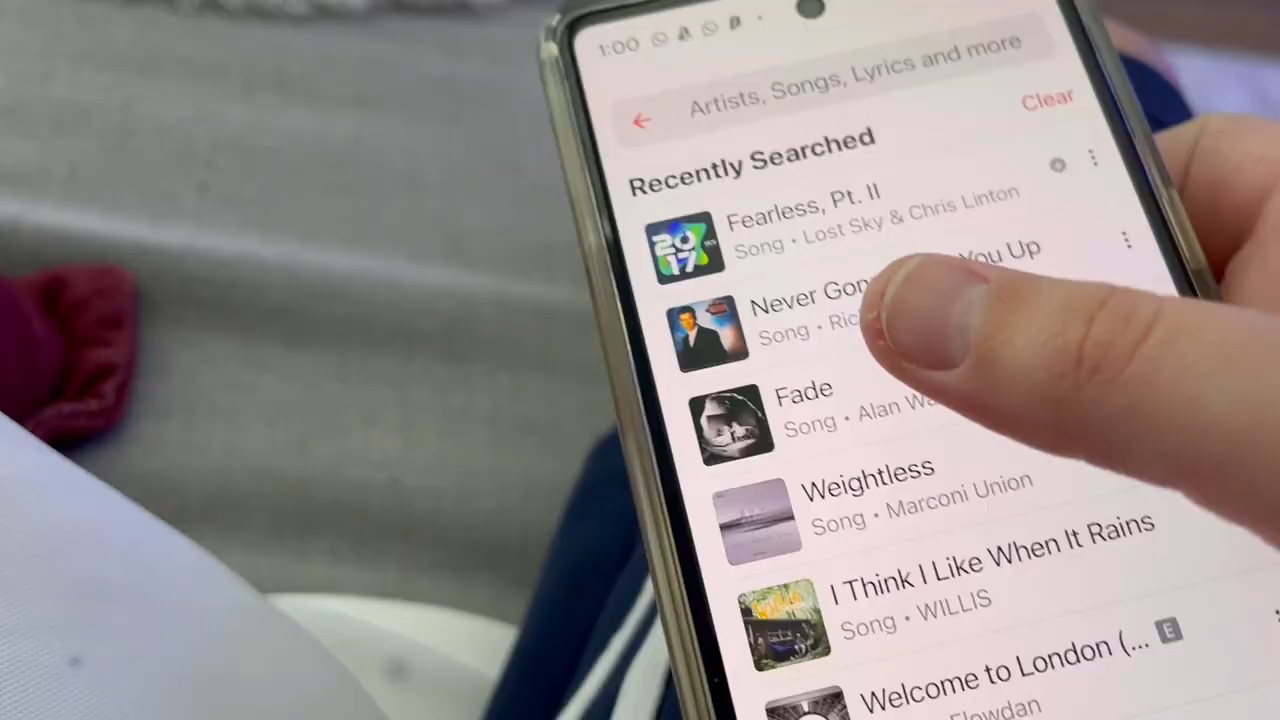 1:00
Artists, Songs, Lyrics and more
Clear
Recently Searched
Fearless, Pt. II
Song • Lost Sky & Chris Linton
2017
Never Gon You Up
Song • Ric
Fade
Song • Alan Wa
Weightless
Song • Marconi Union
I Think I Like When It Rains
Song • WILLIS
Welcome to London (... E
Flowdan